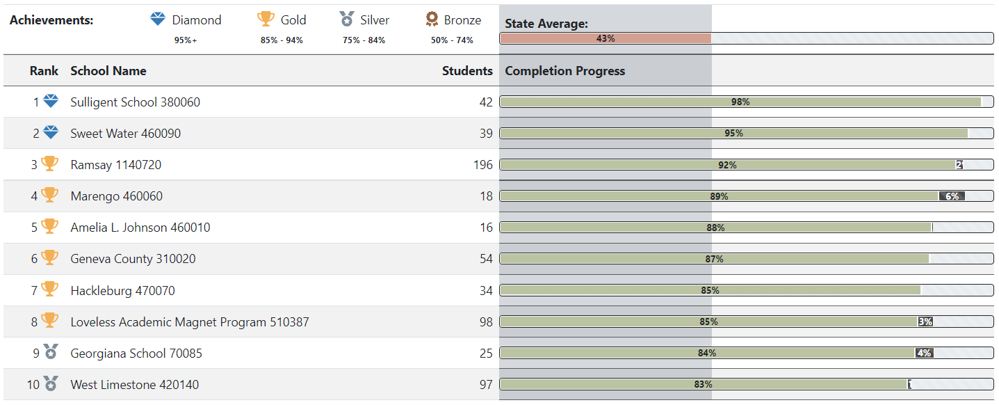 Achievements: Diamond Gold Silver Bronze State Average:
95%+ 85% - 94% 75% - 84% 50% - 74% 43%
Rank School Name Students Completion Progress
1 Sulligent School 380060 42 98%
2 Sweet Water 460090 39 95%
3 Ramsay 1140720 196 92% 2
4 Marengo 460060 18 89% 6%
5 Amelia L. Johnson 460010 16 88%
6 Geneva County 310020 54 87%
7 Hackleburg 470070 34 85%
8 Loveless Academic Magnet Program 510387 98 85% 3%
9 Georgiana School 70085 25 84% 4%
10 West Limestone 420140 97 83%